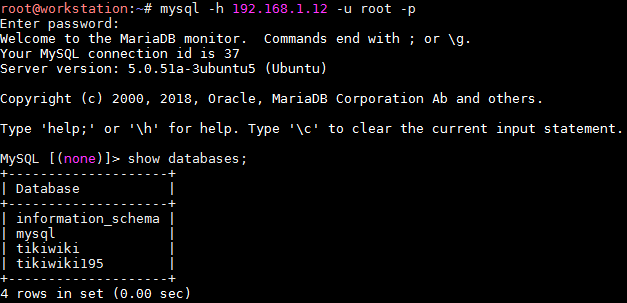 root@workstation:~# mysql -h 192.168.1.12 -u root -p
Enter password:
Welcome to the MariaDB monitor.  Commands end with ; or \g.
Your MySQL connection id is 37
Server version: 5.0.51a-3ubuntu5 (Ubuntu)

Copyright (c) 2000, 2018, Oracle, MariaDB Corporation Ab and others.

Type 'help;' or '\h' for help. Type '\c' to clear the current input statement.

MySQL [(none)]> show databases;
+--------------------+
| Database           |
+--------------------+
| information_schema |
| mysql              |
| tikiwiki           |
| tikiwiki195        |
+--------------------+
4 rows in set (0.00 sec)